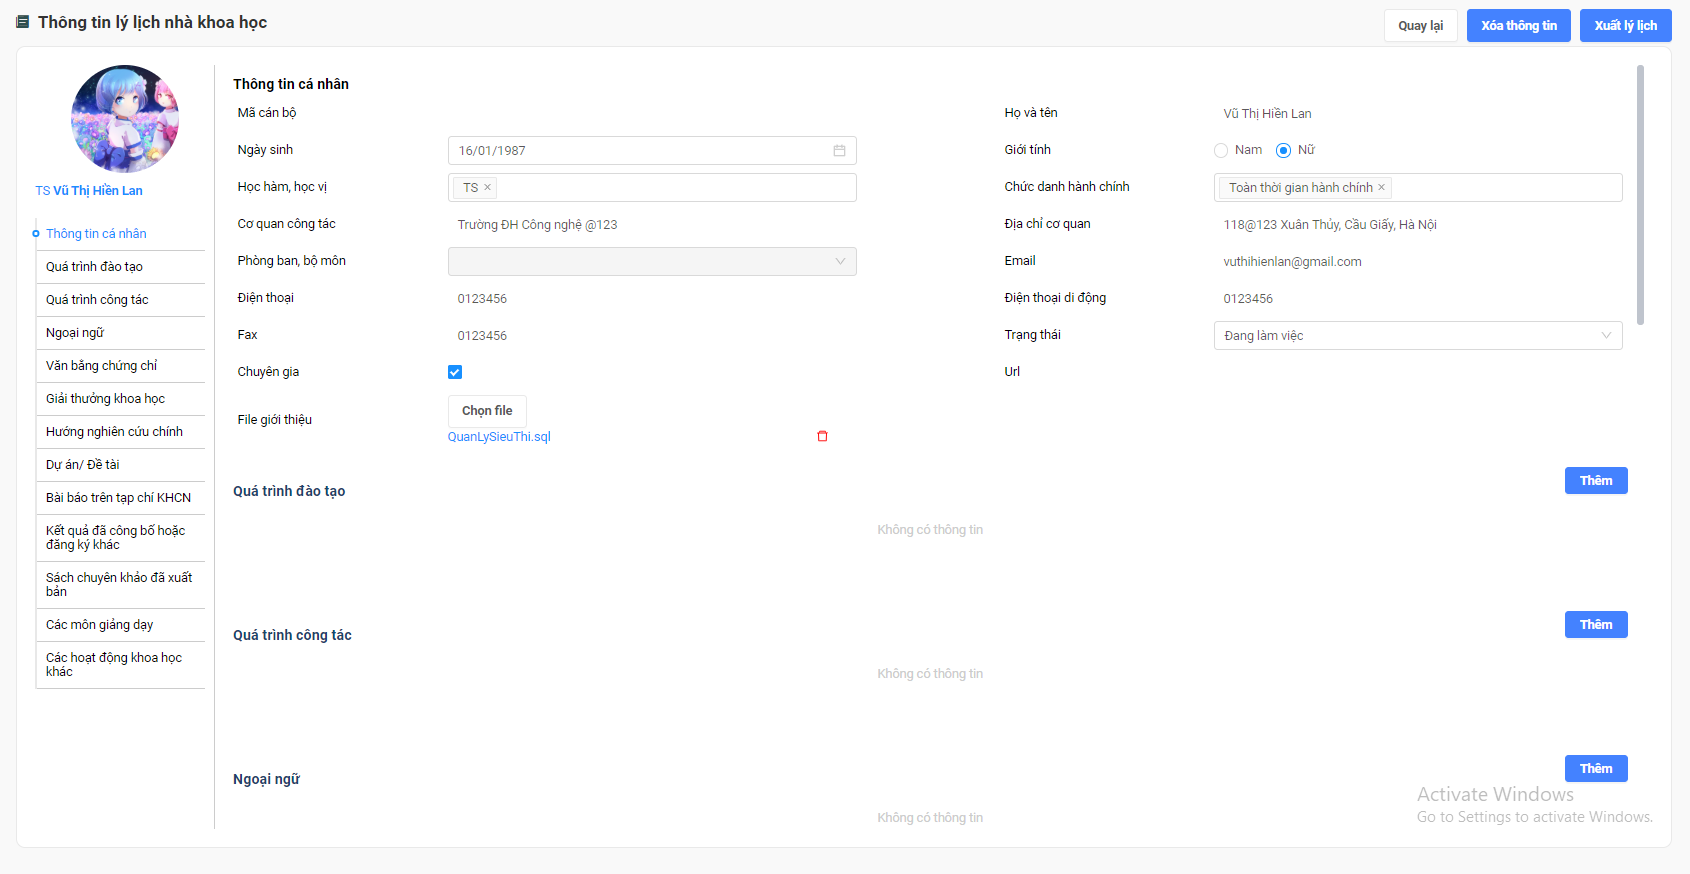 Thông tin lý lịch nhà khoa học
Quay lại
Xóa thông tin
Xuất lý lịch
TS Vũ Thị Hiền Lan
Thông tin cá nhân
Quá trình đào tạo
Quá trình công tác
Ngoại ngữ
Văn bằng chứng chỉ
Giải thưởng khoa học
Hướng nghiên cứu chính
Dự án/ Đề tài
Bài báo trên tạp chí KHCN
Kết quả đã công bố hoặc
đăng ký khác
Sách chuyên khảo đã xuất
bản
Các môn giảng dạy
Các hoạt động khoa học
khác
Thông tin cá nhân
Mã cán bộ
Họ và tên
Vũ Thị Hiền Lan
Ngày sinh
16/01/1987
Giới tính
Nam
Nữ
Học hàm, học vị
TS ×
Chức danh hành chính
Toàn thời gian hành chính ×
Cơ quan công tác
Trường ĐH Công nghệ @123
Địa chỉ cơ quan
118@123 Xuân Thủy, Cầu Giấy, Hà Nội
Phòng ban, bộ môn
Email
vuthihienlan@gmail.com
Điện thoại
0123456
Điện thoại di động
0123456
Fax
0123456
Trạng thái
Đang làm việc
Chuyên gia
Url
File giới thiệu
Chọn file
QuanLySieuThi.sql
Quá trình đào tạo
Thêm
Không có thông tin
Quá trình công tác
Thêm
Không có thông tin
Ngoại ngữ
Thêm
Không có thông tin
Activate Windows
Go to Settings to activate Windows.